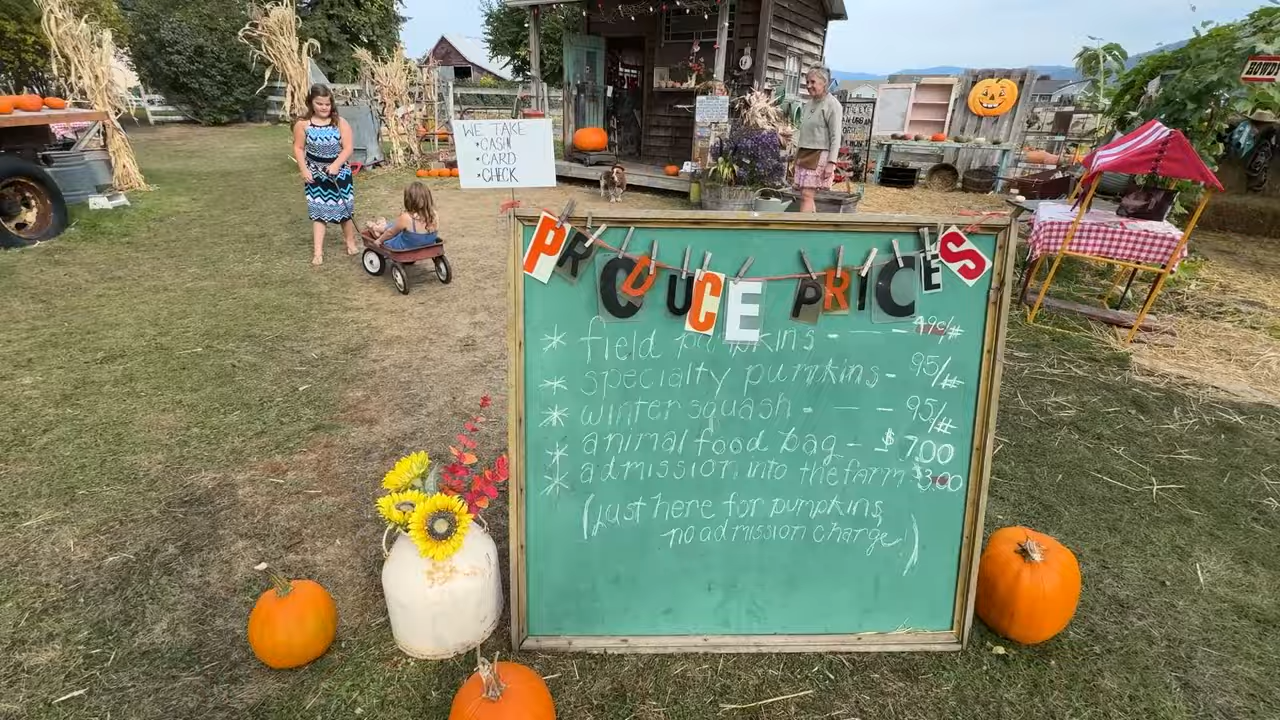 WE TAKE
•CASH
•CARD
•CHECK
HOWDY
PRODUCE PRICES
* field pumpkins - — — 49¢/#
* specialty pumpkins - 95/#
* winter squash - — — - 95/#
* animal food bag - $7.00
* admission into the farm $3.00
(just here for pumpkins,
no admission charge)